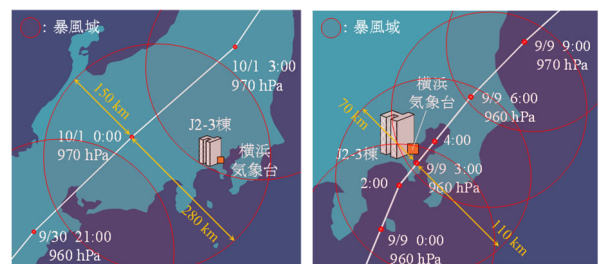 : 暴風域
10/1 3:00
970 hPa
150 km
J2-3棟
横浜
気象台
10/1 0:00
970 hPa
280 km
9/30 21:00
960 hPa
: 暴風域
9/9 9:00
970 hPa
横浜
気象台
70 km
9/9 6:00
960 hPa
J2-3棟
4:00
9/9 3:00
960 hPa
2:00
110 km
9/9 0:00
960 hPa